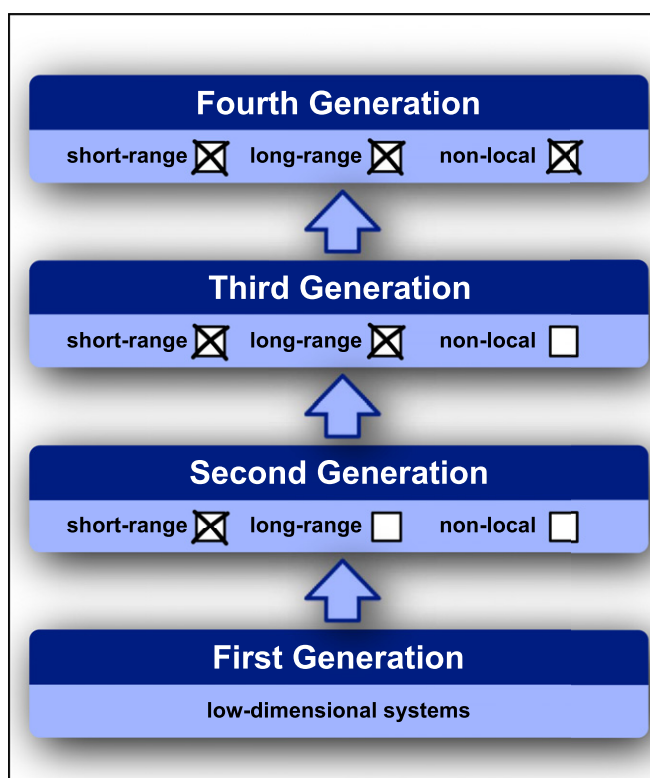 Fourth Generation
short-range long-range non-local
Third Generation
short-range long-range non-local
Second Generation
short-range long-range non-local
First Generation
low-dimensional systems